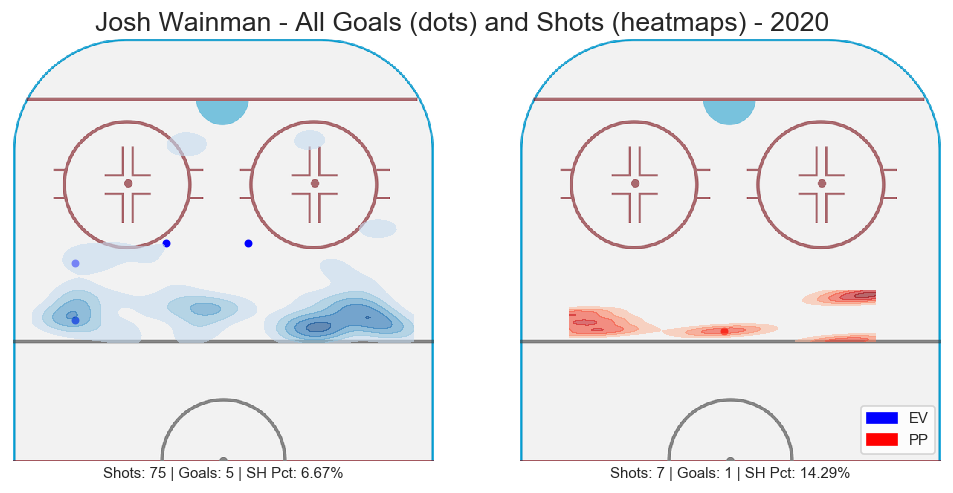 Josh Wainman - All Goals (dots) and Shots (heatmaps) - 2020
EV
PP
Shots: 75 | Goals: 5 | SH Pct: 6.67%
Shots: 7 | Goals: 1 | SH Pct: 14.29%